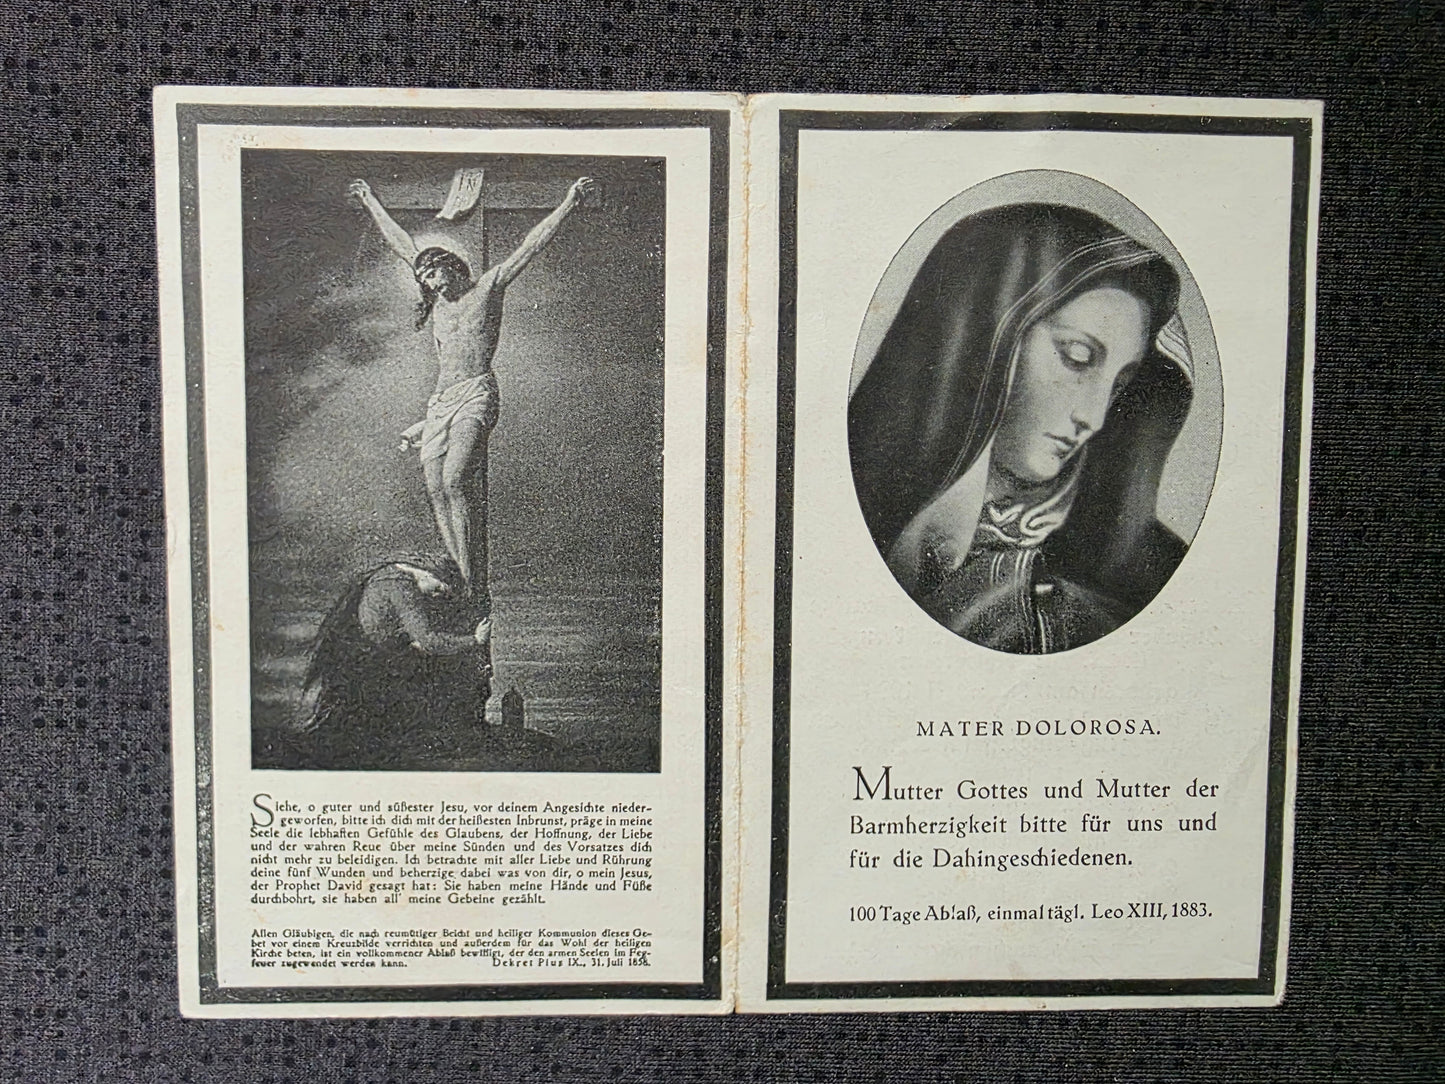 IN
Siehe, o guter und süßester Jesu, vor deinem Angesichte nieder-
geworfen, bitte ich dich mit der heißesten Inbrunst, präge in meine
Seele die lebhaften Gefühle des Glaubens, der Hoffnung, der Liebe
und der wahren Reue über meine Sünden und des Vorsatzes dich
nicht mehr zu beleidigen. Ich betrachte mit aller Liebe und Rührung
deine fünf Wunden und beherzige dabei was von dir, o mein Jesus,
der Prophet David gesagt hat: Sie haben meine Hände und Füße
durchbohrt, sie haben all' meine Gebeine gezählt.
Allen Gläubigen, die nach reumütiger Beicht und heiliger Kommunion dieses Ge-
bet vor einem Kreuzbilde verrichten und außerdem für das Wohl der heiligen
Kirche beten, ist ein vollkommener Ablaß bewilligt, der den armen Seelen im Feg-
feuer zugewendet werden kann. Dekret Pius IX., 31. Juli 1858.
MATER DOLOROSA.
Mutter Gottes und Mutter der
Barmherzigkeit bitte für uns und
für die Dahingeschiedenen.
100 Tage Ablaß, einmal tägl. Leo XIII, 1883.